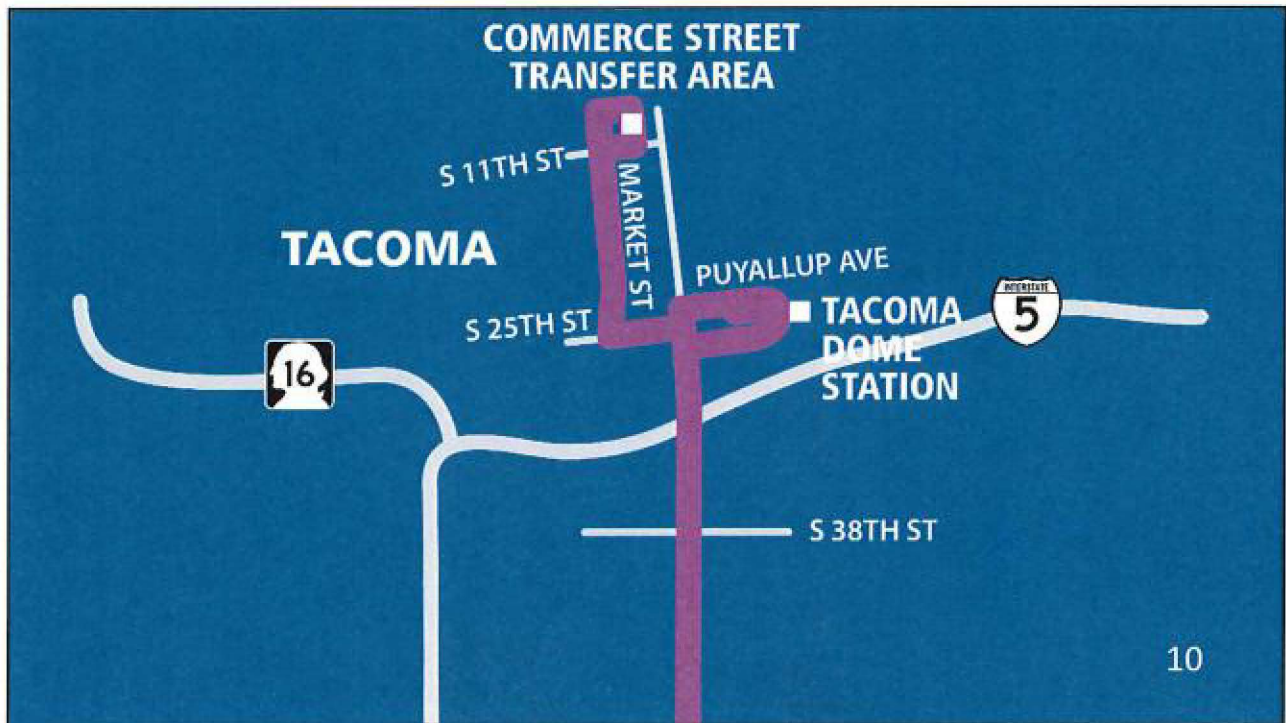 COMMERCE STREET
TRANSFER AREA
S 11TH ST
MARKET ST
TACOMA
PUYALLUP AVE
S 25TH ST
TACOMA
DOME
STATION
INTERSTATE
5
16
S 38TH ST
10